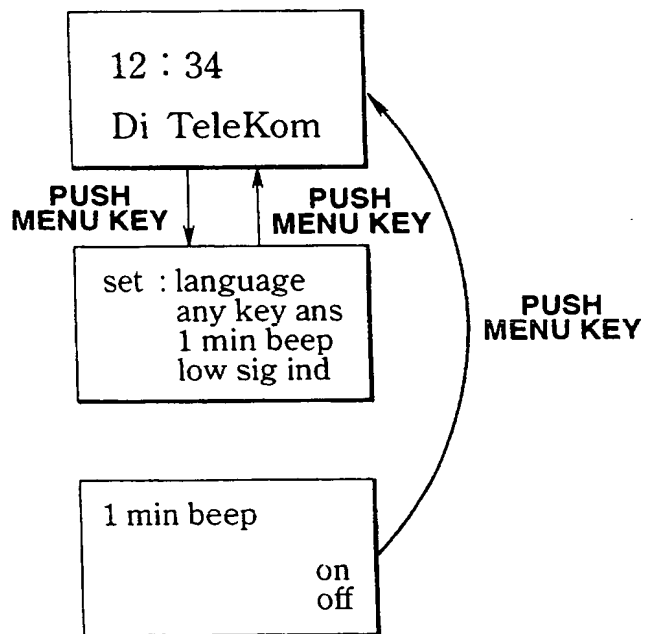 12 : 34
Di TeleKom
PUSH
MENU KEY
PUSH
MENU KEY
set : language
any key ans
1 min beep
low sig ind
PUSH
MENU KEY
1 min beep
on
off